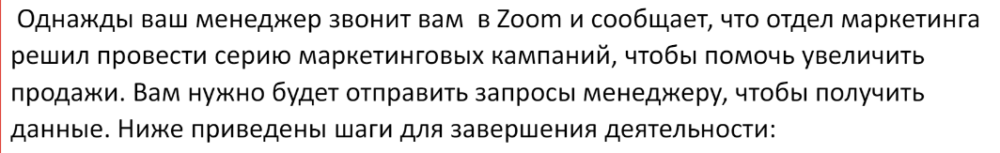 Однажды ваш менеджер звонит вам  в Zoom и сообщает, что отдел маркетинга
решил провести серию маркетинговых кампаний, чтобы помочь увеличить
продажи. Вам нужно будет отправить запросы менеджеру, чтобы получить
данные. Ниже приведены шаги для завершения деятельности: